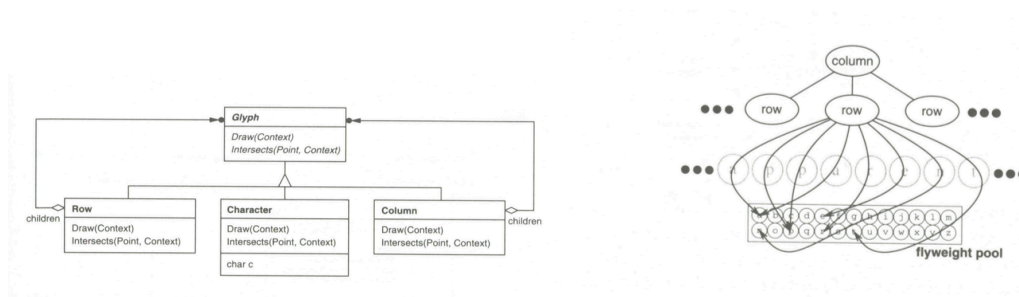 Glyph
Draw(Context)
Intersects(Point, Context)
children
Row
Draw(Context)
Intersects(Point, Context)
Character
Draw(Context)
Intersects(Point, Context)
char c
Column
Draw(Context)
Intersects(Point, Context)
children
column
row
row
row
a p p a r e n t
g h i j k l m
u v w x y z
flyweight pool